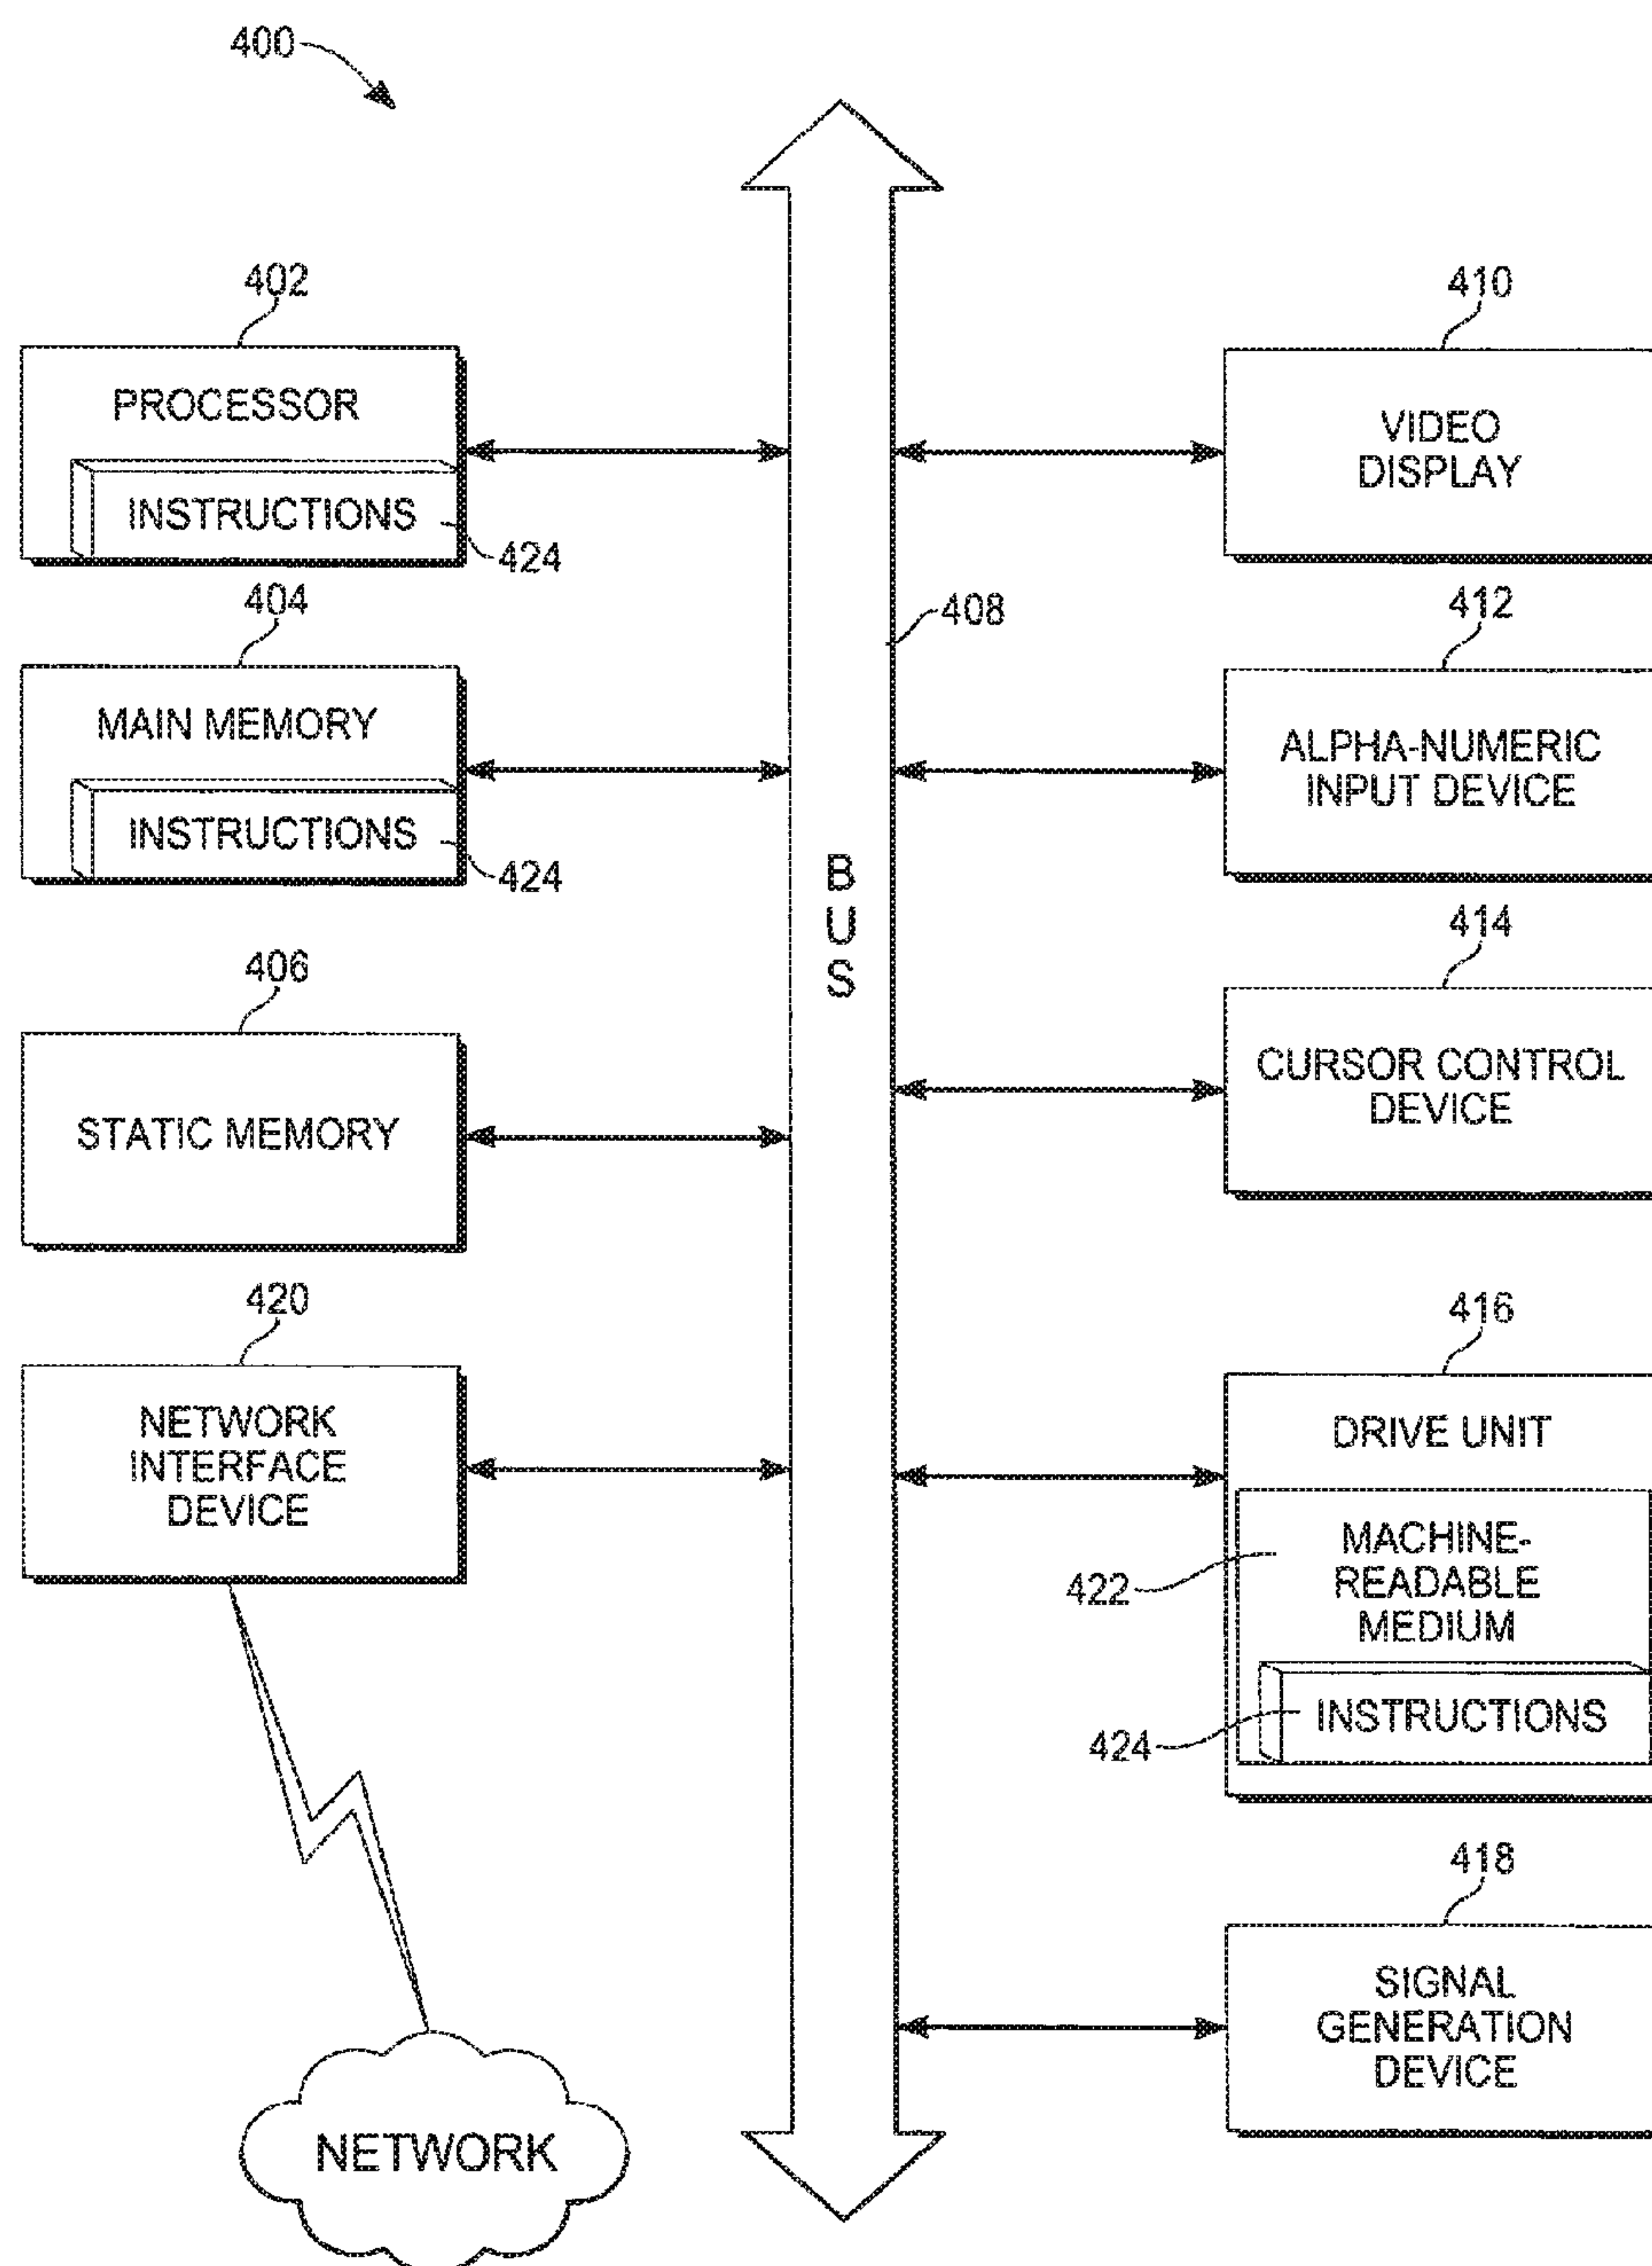 400
402
PROCESSOR
INSTRUCTIONS
424
404
MAIN MEMORY
INSTRUCTIONS
424
406
STATIC MEMORY
420
NETWORK
INTERFACE
DEVICE
NETWORK
408
B
U
S
410
VIDEO
DISPLAY
412
ALPHA-NUMERIC
INPUT DEVICE
414
CURSOR CONTROL
DEVICE
416
DRIVE UNIT
422
MACHINE-
READABLE
MEDIUM
424
INSTRUCTIONS
418
SIGNAL
GENERATION
DEVICE